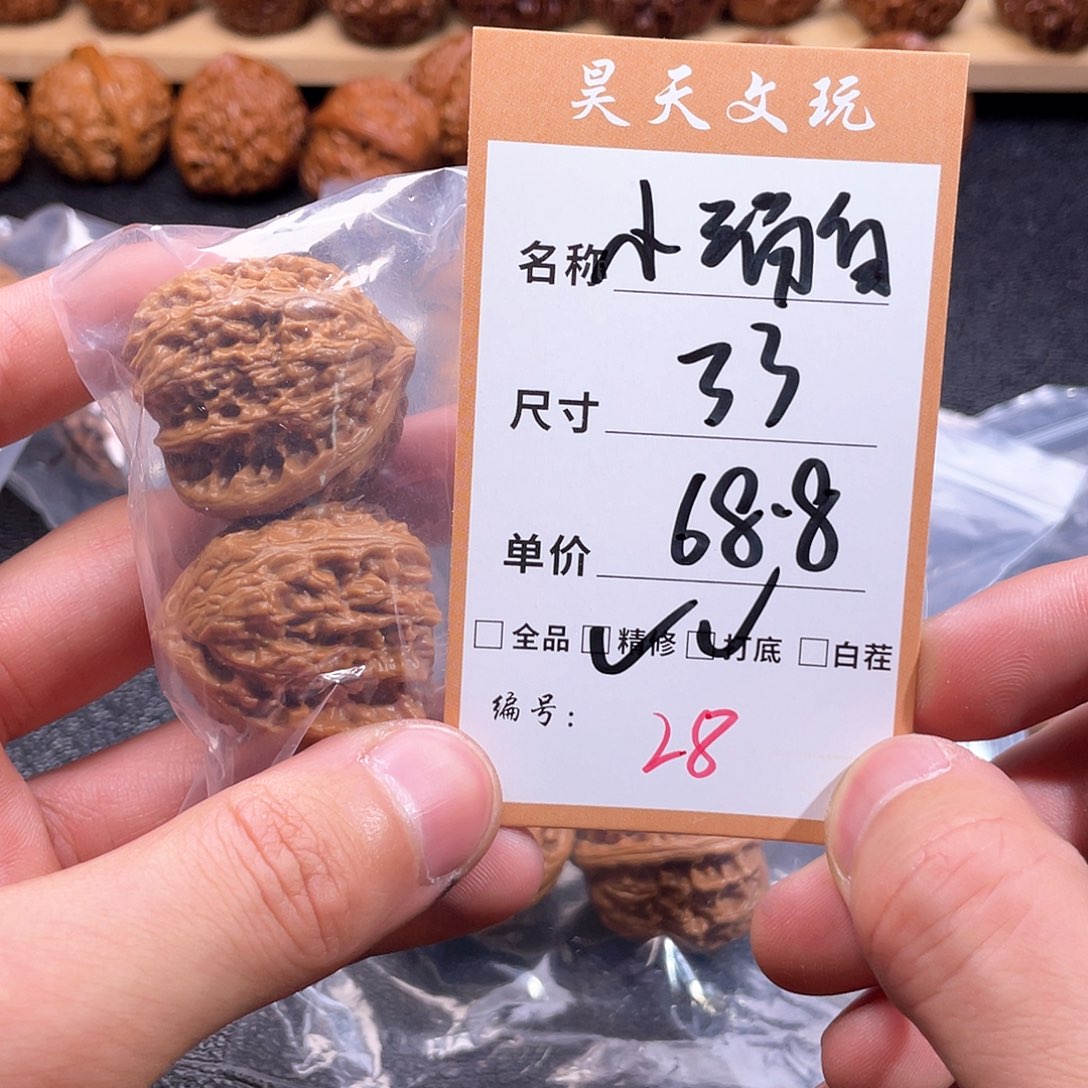 昊天文玩
名称
尺寸 33
单价 68.8
□ 全品 ☑ 精修 ☑ 打底 □ 白茬
编号: 28